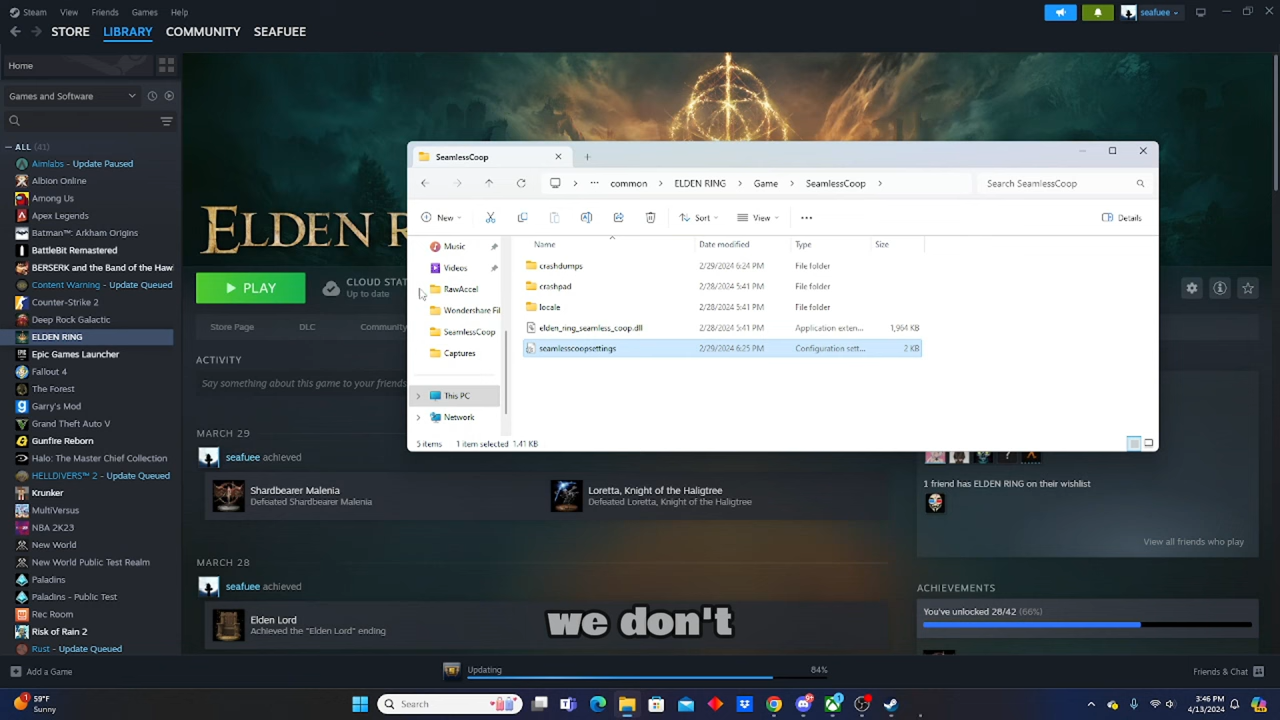 Steam View Friends Games Help
seafuee
STORE LIBRARY COMMUNITY SEAFUEE
Home
Games and Software
ALL (41)
Aimlabs - Update Paused
Albion Online
Among Us
Apex Legends
Batman™: Arkham Origins
BattleBit Remastered
BERSERK and the Band of the Hawk
Content Warning - Update Queued
Counter-Strike 2
Deep Rock Galactic
ELDEN RING
Epic Games Launcher
Fallout 4
The Forest
Garry's Mod
Grand Theft Auto V
Gunfire Reborn
Halo: The Master Chief Collection
HELLDIVERS™ 2 - Update Queued
Krunker
MultiVersus
NBA 2K23
New World
New World Public Test Realm
Paladins
Paladins - Public Test
Rec Room
Risk of Rain 2
Rust - Update Queued
Add a Game
ELDEN R
PLAY
CLOUD STAT
Up to date
Store Page DLC Community
ACTIVITY
Say something about this game to your friends
MARCH 29
seafuee achieved
Shardbearer Malenia
Defeated Shardbearer Malenia
Loretta, Knight of the Haligtree
Defeated Loretta, Knight of the Haligtree
MARCH 28
seafuee achieved
Elden Lord
Achieved the "Elden Lord" ending
SeamlessCoop
common ELDEN RING Game SeamlessCoop
Search SeamlessCoop
New Sort View Details
Music
Videos
RawAccel
Wondershare Fil
SeamlessCoop
Captures
This PC
Network
Name Date modified Type Size
crashdumps 2/29/2024 6:24 PM File folder
crashpad 2/28/2024 5:41 PM File folder
locale 2/28/2024 5:41 PM File folder
elden_ring_seamless_coop.dll 2/28/2024 5:41 PM Application exten... 1,964 KB
seamlesscoopsettings 2/29/2024 6:25 PM Configuration sett... 2 KB
5 items 1 item selected 1.41 KB
1 friend has ELDEN RING on their wishlist
View all friends who play
ACHIEVEMENTS
You've unlocked 28/42 (66%)
we don't
Updating 84%
Friends & Chat
59°F
Sunny
Search
5:46 PM
4/13/2024